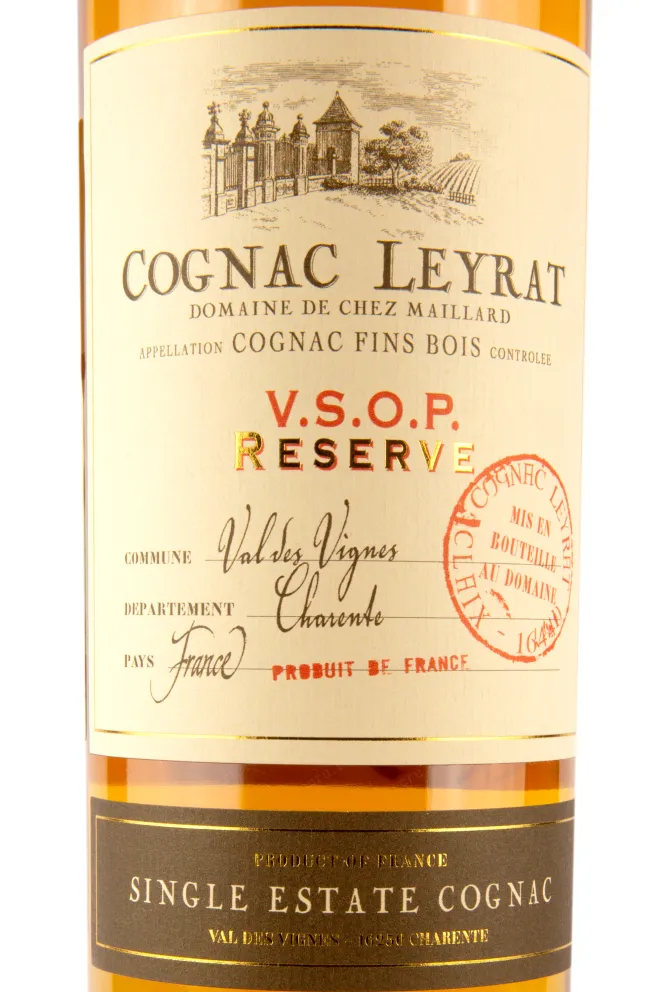 COGNAC LEYRAT
DOMAINE DE CHEZ MAILLARD
APPELLATION COGNAC FINS BOIS CONTROLEE
V.S.O.P.
RESERVE
COGNAC LEYRAT
MIS EN
BOUTEILLE
AU DOMAINE
COMMUNE Val des Vignes
DEPARTEMENT Charente
PAYS France
PRODUIT DE FRANCE
PRODUCT OF FRANCE
SINGLE ESTATE COGNAC
VAL DES VIGNES - 16250 CHARENTE